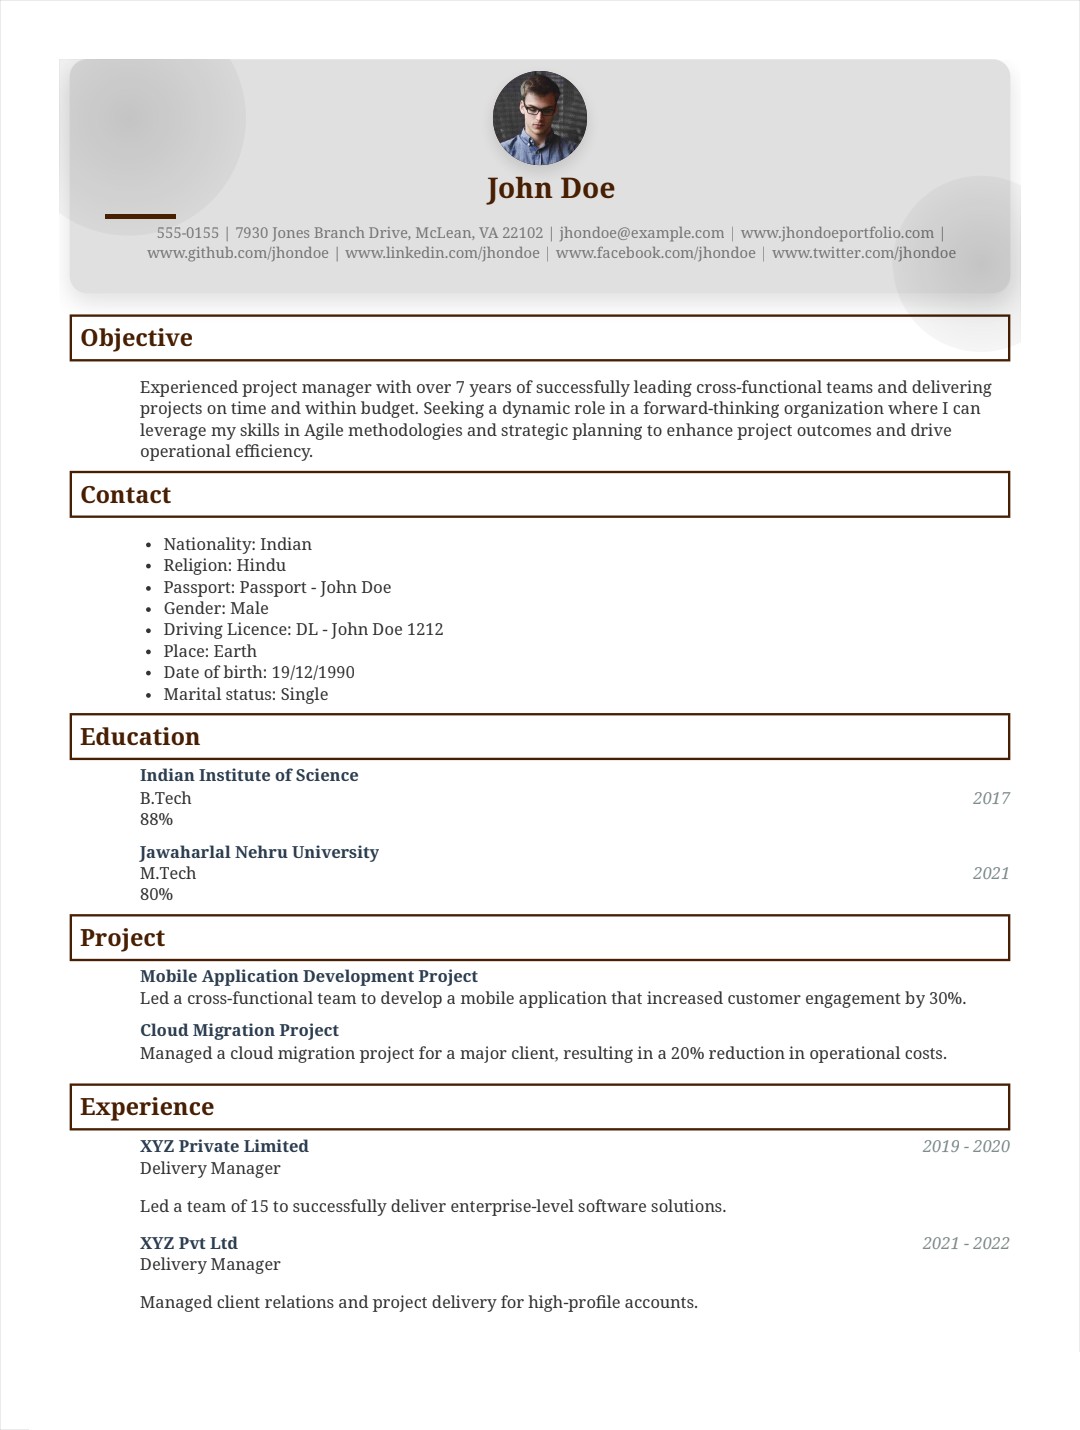 John Doe
555-0155 | 7930 Jones Branch Drive, McLean, VA 22102 | jhondoe@example.com | www.jhondoeportfolio.com |
www.github.com/jhondoe | www.linkedin.com/jhondoe | www.facebook.com/jhondoe | www.twitter.com/jhondoe
Objective
Experienced project manager with over 7 years of successfully leading cross-functional teams and delivering
projects on time and within budget. Seeking a dynamic role in a forward-thinking organization where I can
leverage my skills in Agile methodologies and strategic planning to enhance project outcomes and drive
operational efficiency.
Contact
• Nationality: Indian
• Religion: Hindu
• Passport: Passport - John Doe
• Gender: Male
• Driving Licence: DL - John Doe 1212
• Place: Earth
• Date of birth: 19/12/1990
• Marital status: Single
Education
Indian Institute of Science
B.Tech 2017
88%
Jawaharlal Nehru University
M.Tech 2021
80%
Project
Mobile Application Development Project
Led a cross-functional team to develop a mobile application that increased customer engagement by 30%.
Cloud Migration Project
Managed a cloud migration project for a major client, resulting in a 20% reduction in operational costs.
Experience
XYZ Private Limited 2019 - 2020
Delivery Manager
Led a team of 15 to successfully deliver enterprise-level software solutions.
XYZ Pvt Ltd 2021 - 2022
Delivery Manager
Managed client relations and project delivery for high-profile accounts.